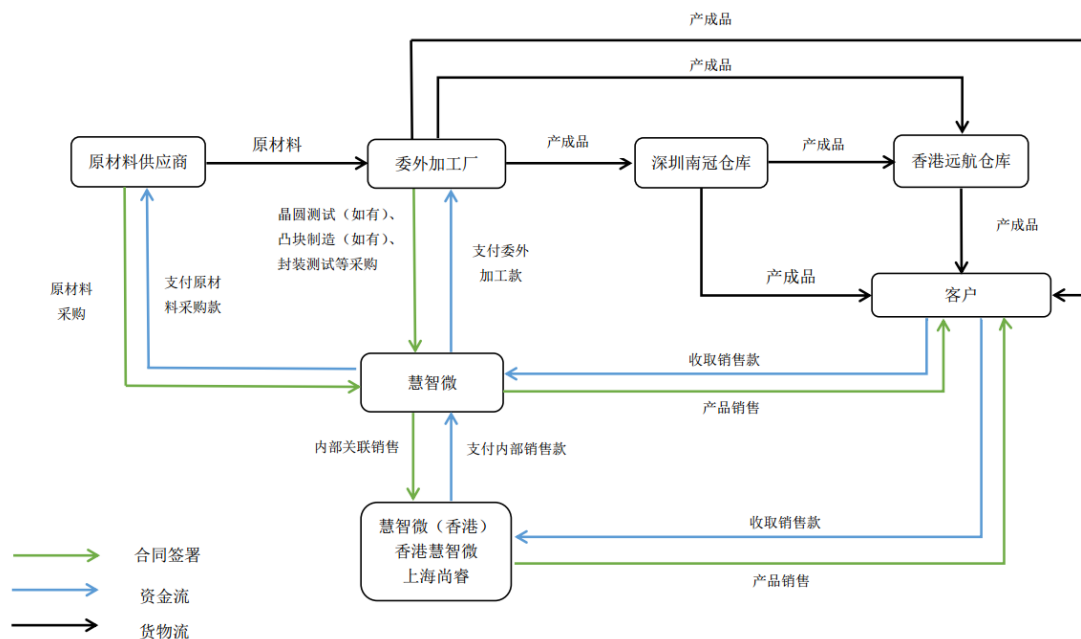 产成品
产成品
原材料供应商
原材料
委外加工厂
产成品
深圳南冠仓库
产成品
香港远航仓库
晶圆测试（如有）、
凸块制造（如有）、
封装测试等采购
支付委外
加工款
产成品
产成品
客户
原材料
采购
支付原材
料采购款
慧智微
收取销售款
产品销售
内部关联销售
支付内部销售款
慧智微（香港）
香港慧智微
上海尚睿
收取销售款
产品销售
合同签署
资金流
货物流